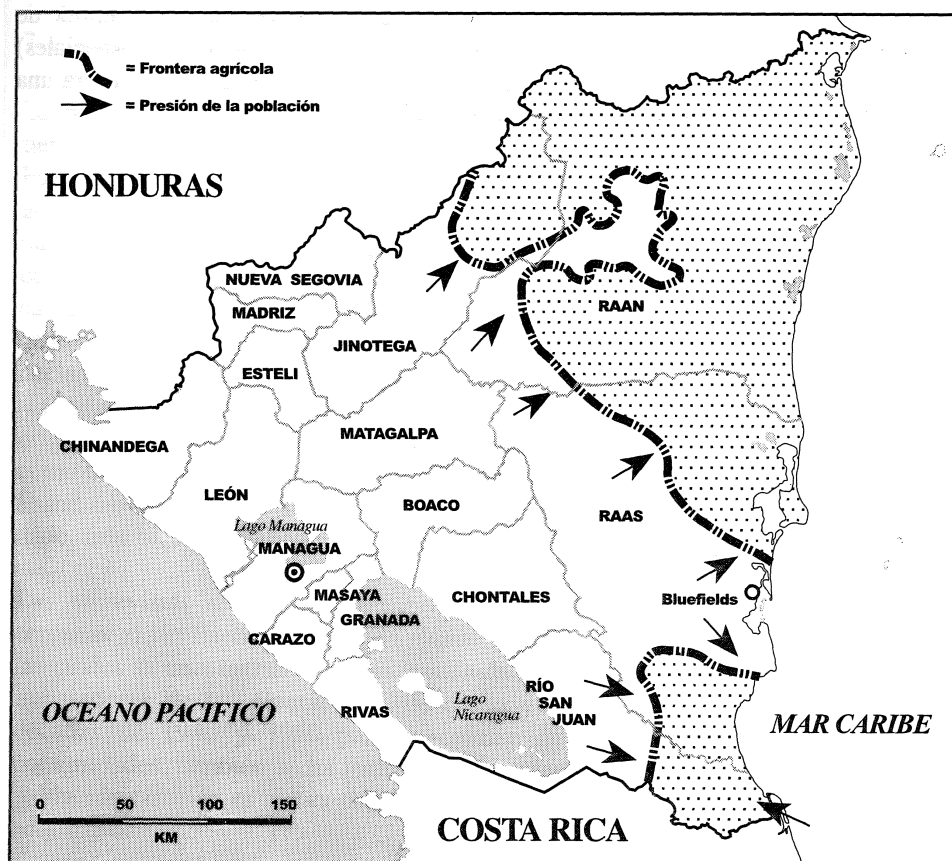 = Frontera agrícola
= Presión de la población
HONDURAS
NUEVA SEGOVIA
MADRIZ
JINOTEGA
ESTELI
RAAN
CHINANDEGA
MATAGALPA
LEÓN
BOACO
RAAS
Lago Managua
MANAGUA
MASAYA
CHONTALES
Bluefields
GRANADA
CARAZO
RÍO
SAN
JUAN
Lago
Nicaragua
RIVAS
OCEANO PACIFICO
MAR CARIBE
0 50 100 150
KM
COSTA RICA